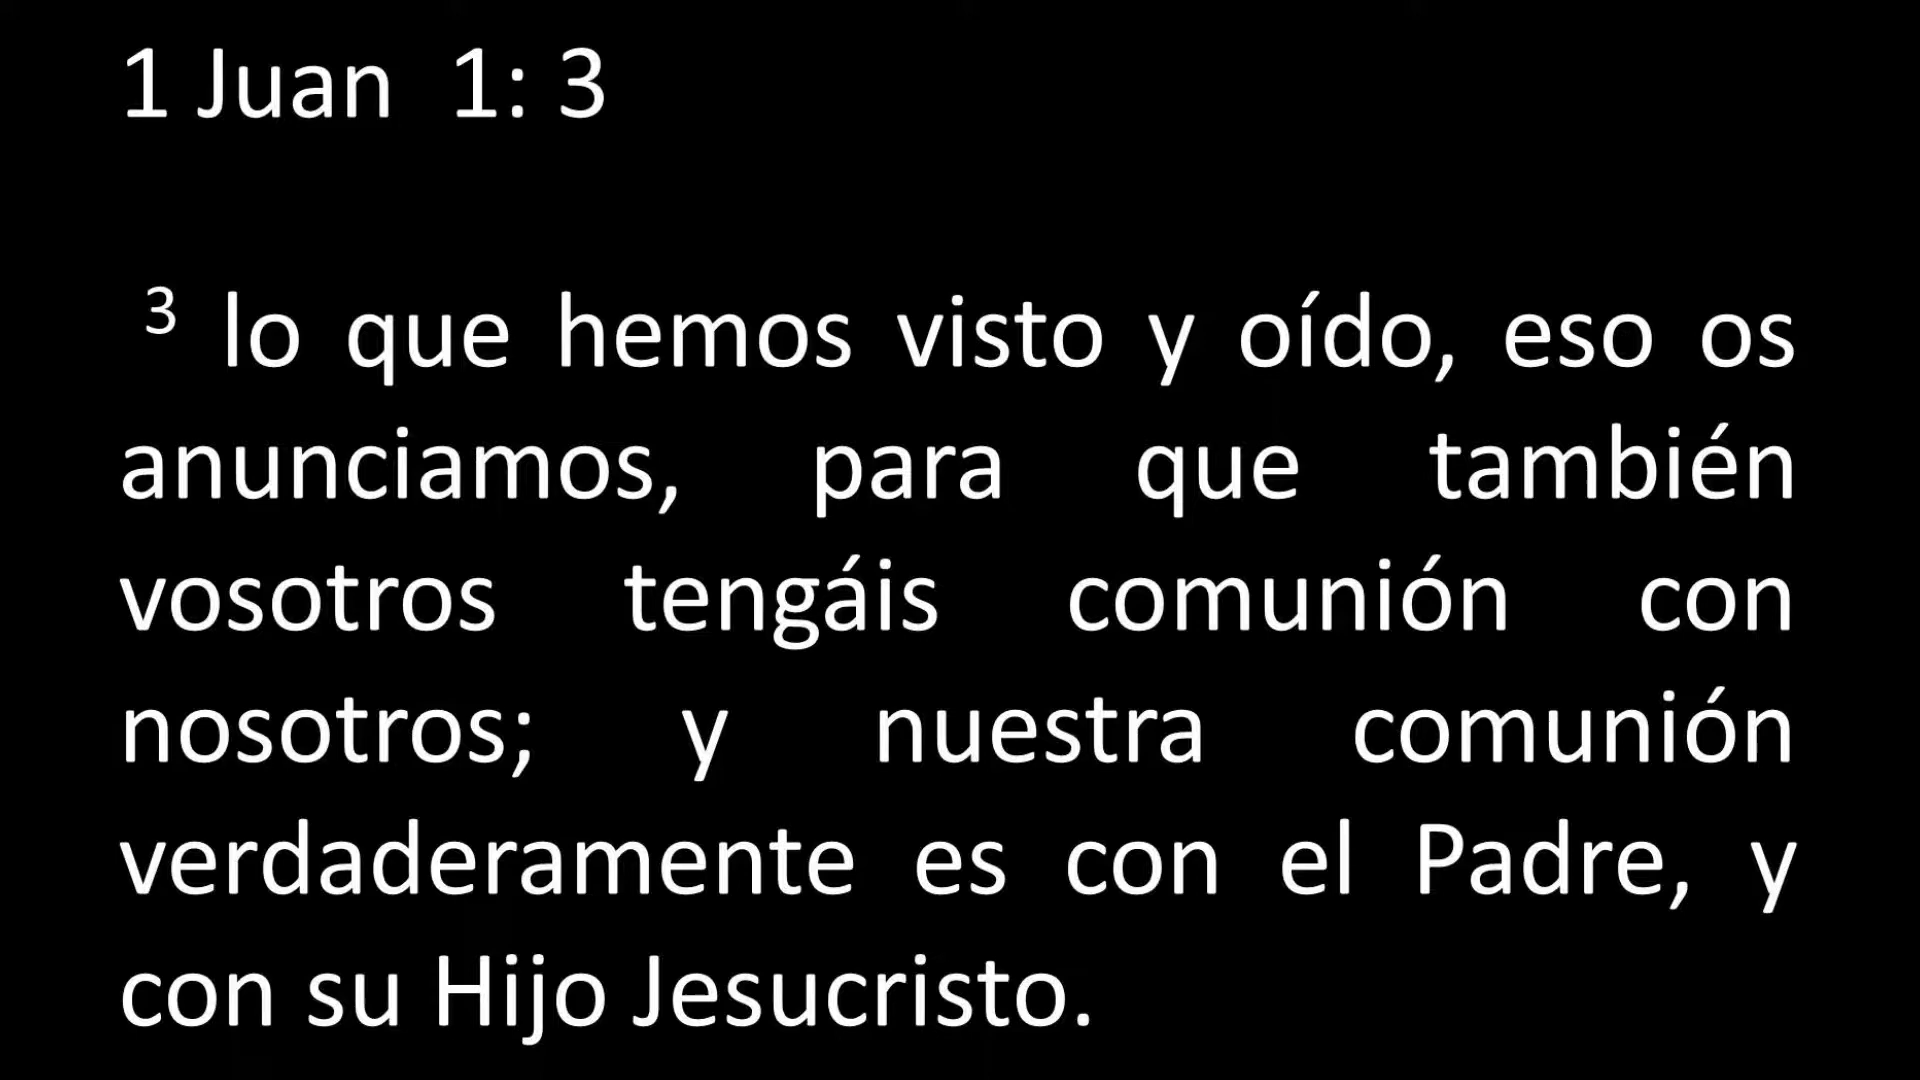 1 Juan 1: 3
3 lo que hemos visto y oído, eso os
anunciamos, para que también
vosotros tengáis comunión con
nosotros; y nuestra comunión
verdaderamente es con el Padre, y
con su Hijo Jesucristo.